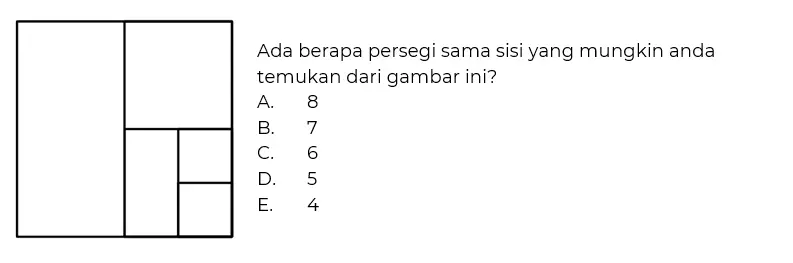 Ada berapa persegi sama sisi yang mungkin anda
temukan dari gambar ini?
A. 8
B. 7
C. 6
D. 5
E. 4